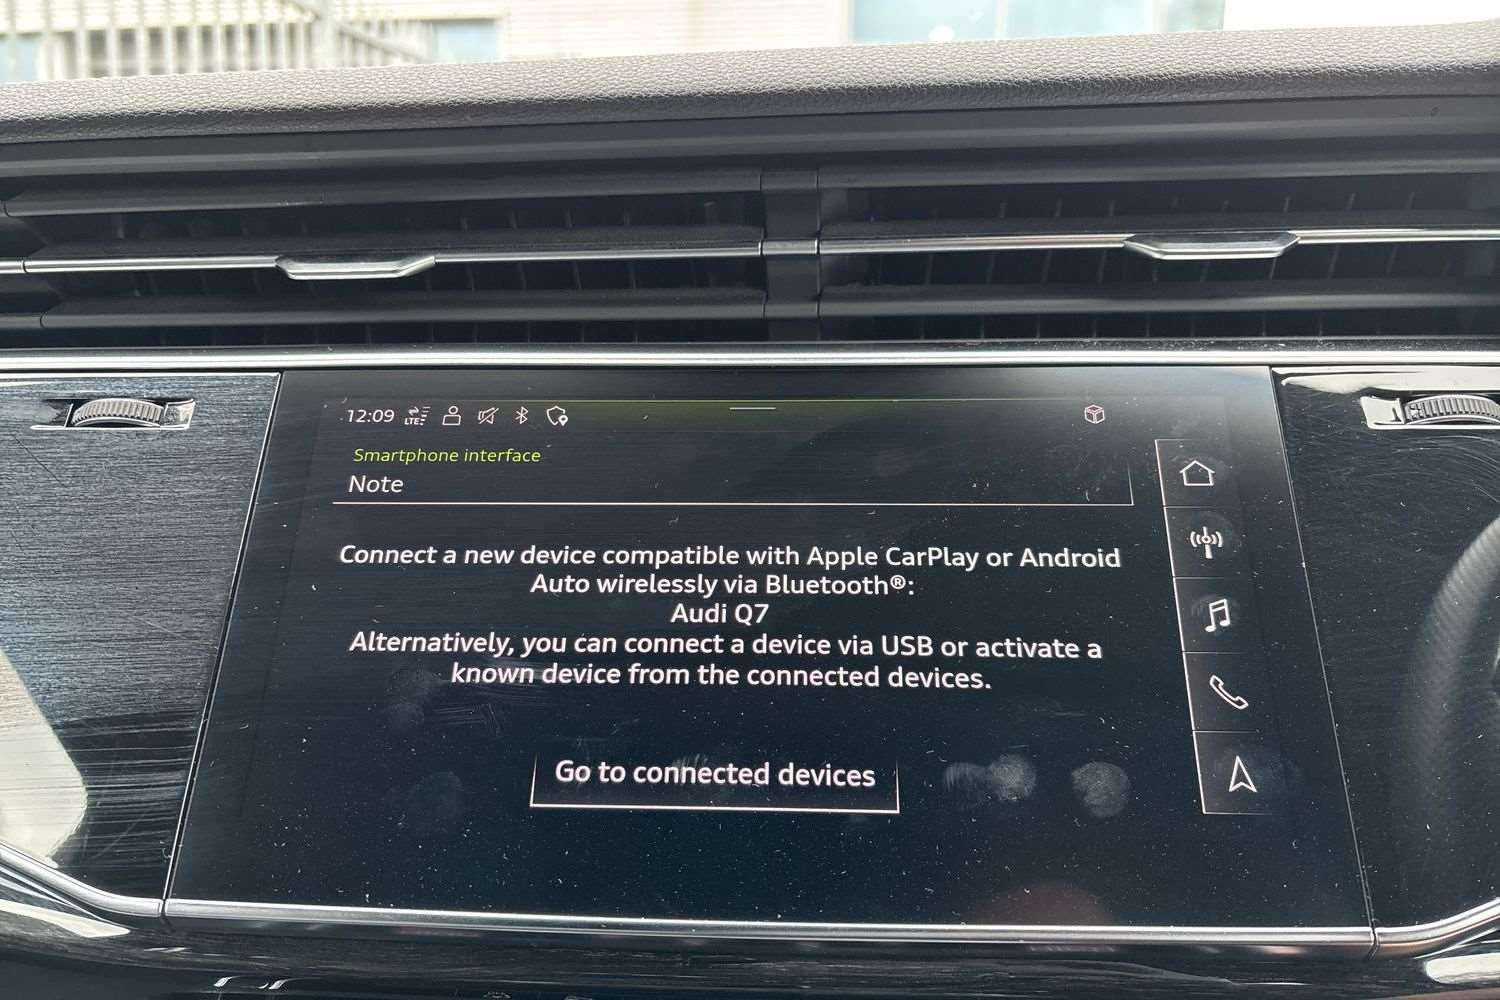 12:09 LTE
Smartphone interface
Note
Connect a new device compatible with Apple CarPlay or Android
Auto wirelessly via Bluetooth®:
Audi Q7
Alternatively, you can connect a device via USB or activate a
known device from the connected devices.
Go to connected devices